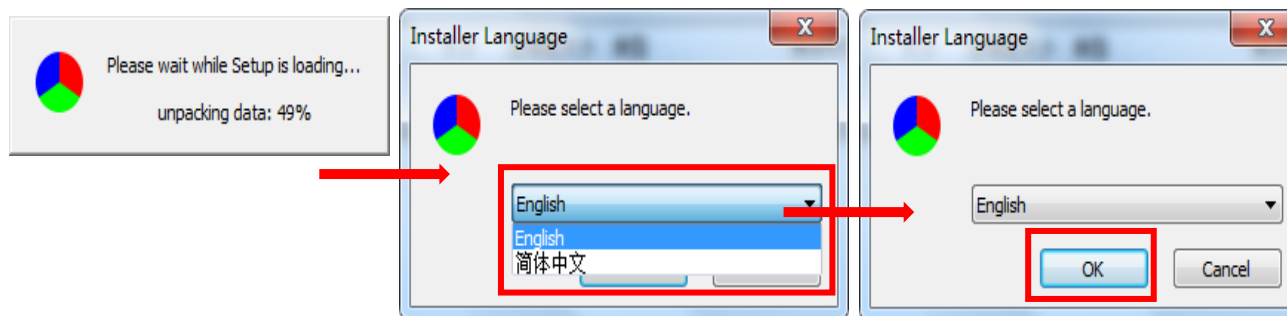 Please wait while Setup is loading...
unpacking data: 49%
Installer Language
Please select a language.
English
English
简体中文
Installer Language
Please select a language.
English
OK
Cancel